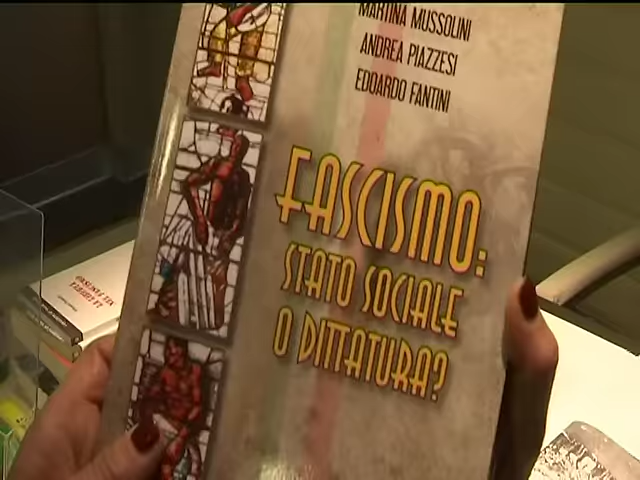 MARTINA MUSSOLINI
ANDREA PIAZZESI
EDOARDO FANTINI
FASCISMO:
STATO SOCIALE
O DITTATURA?